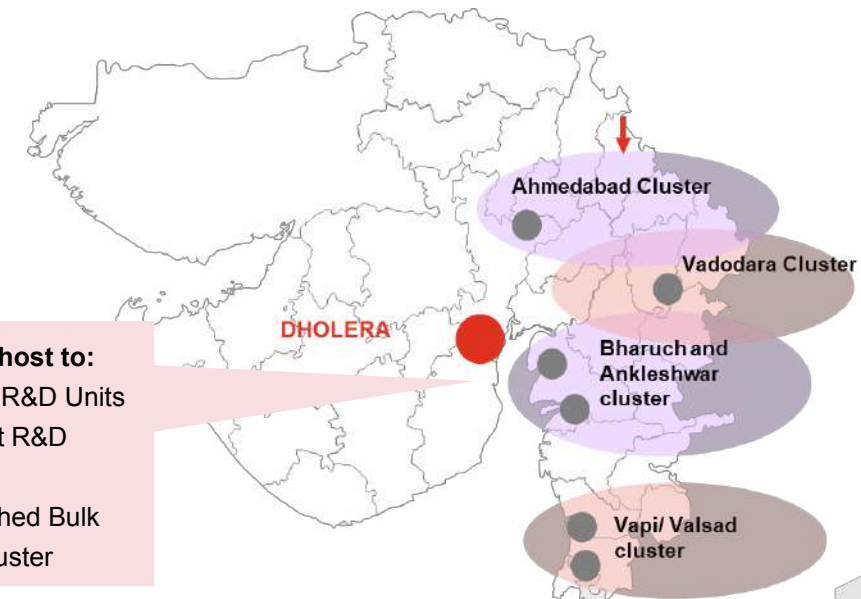 Ahmedabad Cluster
Vadodara Cluster
DHOLERA
Bharuch and
Ankleshwar
cluster
host to:
R&D Units
t R&D
hed Bulk
uster
Vapi/ Valsad
cluster